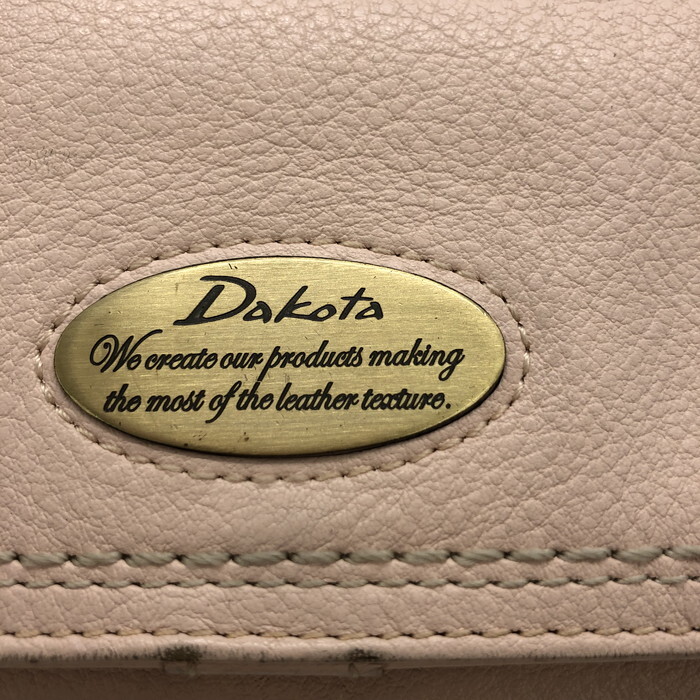 Dakota
We create our products making
the most of the leather texture.